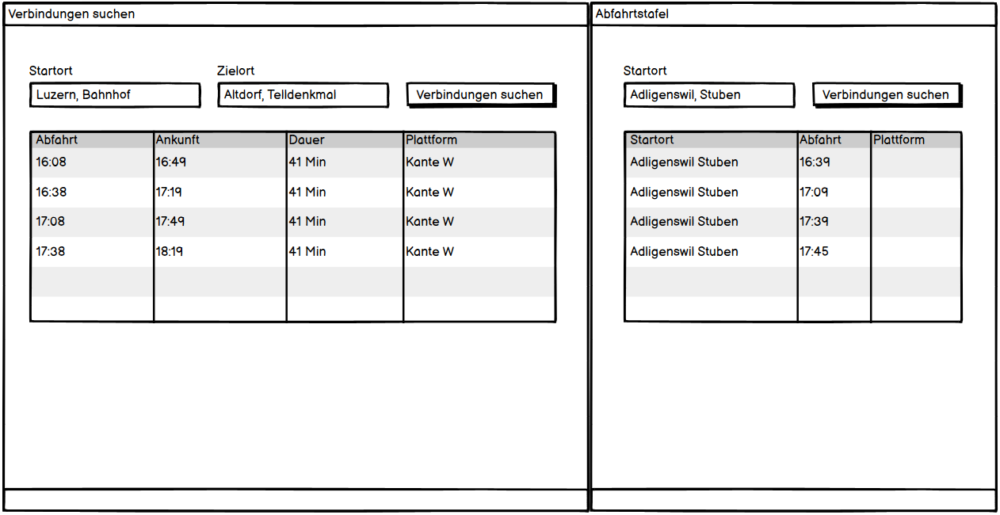 Verbindungen suchen
Startort
Zielort
Luzern, Bahnhof
Altdorf, Telldenkmal
Verbindungen suchen
Abfahrt Ankunft Dauer Plattform
16:08 16:49 41 Min Kante W
16:38 17:19 41 Min Kante W
17:08 17:49 41 Min Kante W
17:38 18:19 41 Min Kante W
Abfahrtstafel
Startort
Adligenswil, Stuben
Verbindungen suchen
Startort Abfahrt Plattform
Adligenswil Stuben 16:39
Adligenswil Stuben 17:09
Adligenswil Stuben 17:39
Adligenswil Stuben 17:45